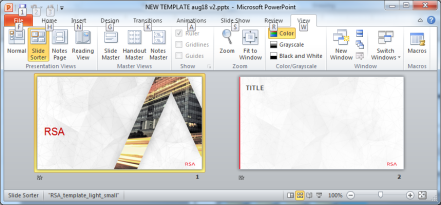 NEW TEMPLATE aug18 v2.pptx - Microsoft PowerPoint
File Home Insert Design Transitions Animations Slide Show Review View
F H N G K A S R W
Normal Slide Sorter Notes Page Reading View
Slide Master Handout Master Notes Master
Ruler
Gridlines
Guides
Show
Zoom Fit to Window
Color
Grayscale
Black and White
New Window
Switch Windows
Macros
Presentation Views Master Views Show Zoom Color/Grayscale Window Macros
RSA
RSA
1
TITLE
RSA
2
Slide Sorter "RSA_template_light_small" 100%